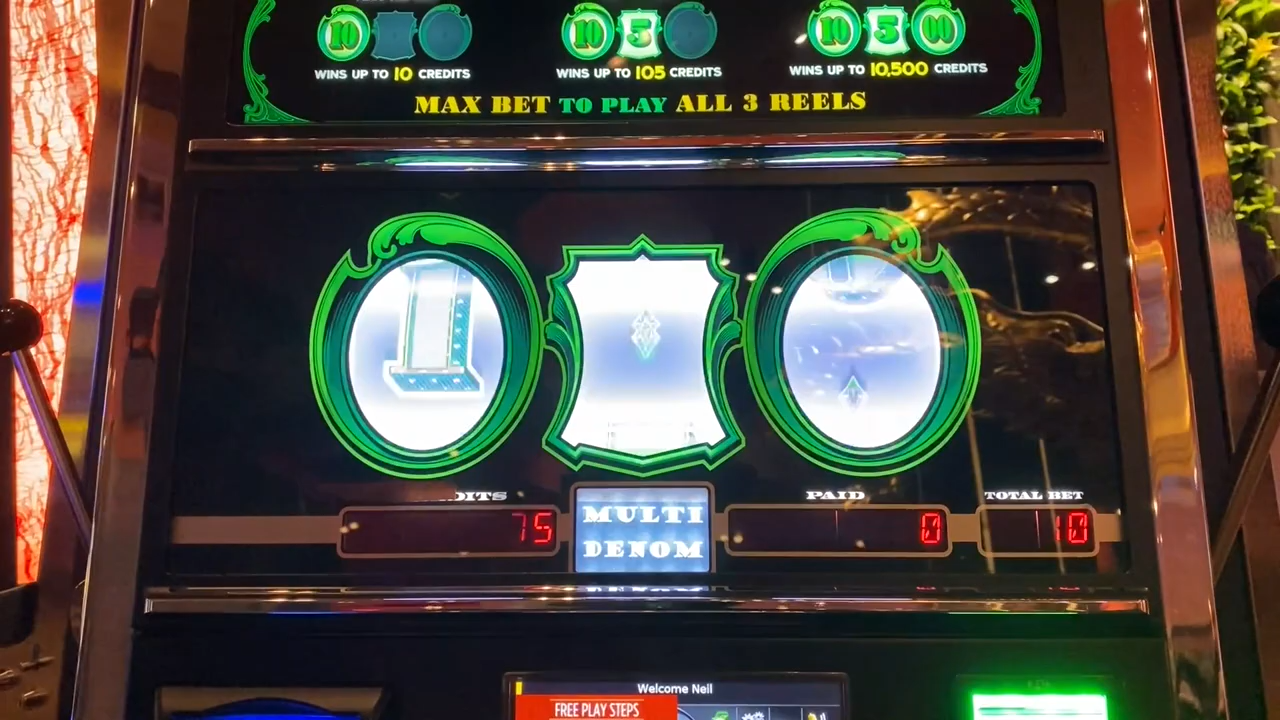 10
10 5
10 5 00
WINS UP TO 10 CREDITS
WINS UP TO 105 CREDITS
WINS UP TO 10,500 CREDITS
MAX BET TO PLAY ALL 3 REELS
PAID
TOTAL BET
75
MULTI
DENOM
0
10
Welcome Neil
FREE PLAY STEPS